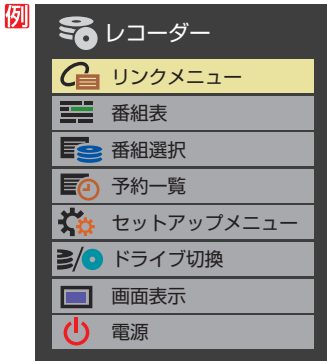 例
レコーダー
リンクメニュー
番組表
番組選択
予約一覧
セットアップメニュー
ドライブ切換
画面表示
電源